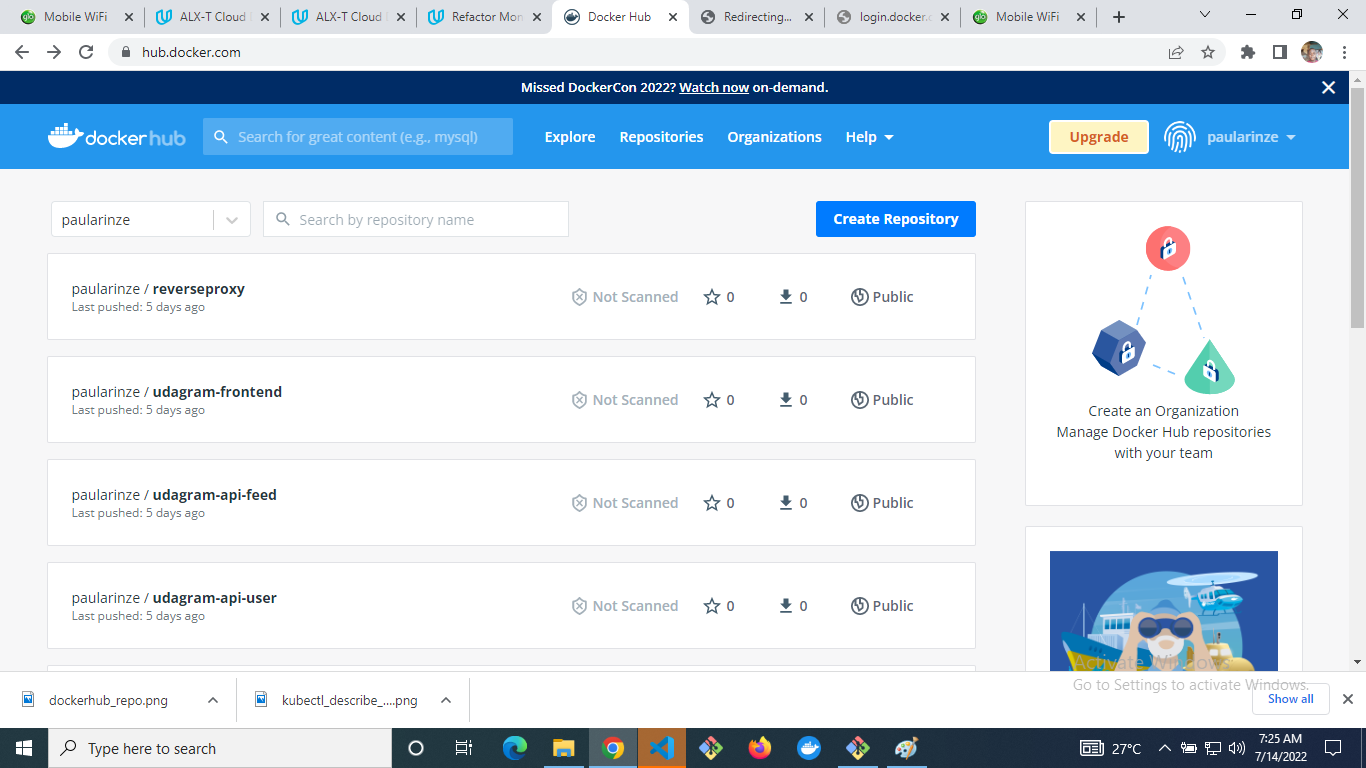 Mobile WiFi
ALX-T Cloud
ALX-T Cloud
Refactor Mon
Docker Hub
Redirecting...
login.docker.c
Mobile WiFi
hub.docker.com
Missed DockerCon 2022? Watch now on-demand.
dockerhub
Search for great content (e.g., mysql)
Explore
Repositories
Organizations
Help
Upgrade
paularinze
paularinze
Search by repository name
Create Repository
paularinze / reverseproxy
Last pushed: 5 days ago
Not Scanned
0
0
Public
paularinze / udagram-frontend
Last pushed: 5 days ago
Not Scanned
0
0
Public
paularinze / udagram-api-feed
Last pushed: 5 days ago
Not Scanned
0
0
Public
paularinze / udagram-api-user
Last pushed: 5 days ago
Not Scanned
0
0
Public
Create an Organization
Manage Docker Hub repositories
with your team
Activate Windows
Go to Settings to activate Windows.
dockerhub_repo.png
kubectl_describe_....png
Show all
Type here to search
27°C
7:25 AM
7/14/2022